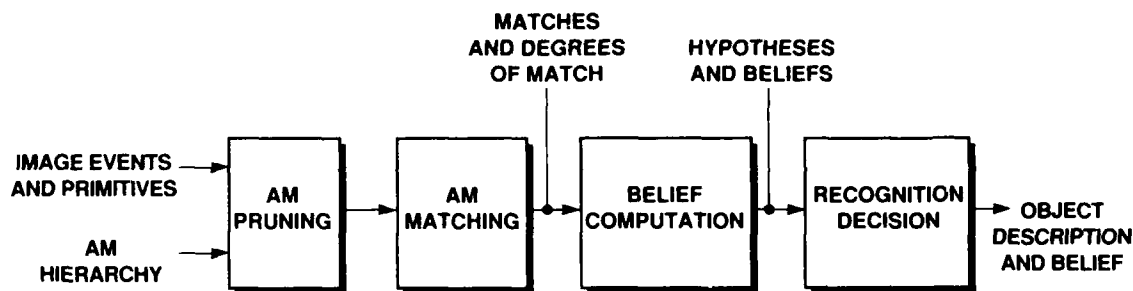 MATCHES
AND DEGREES
OF MATCH
HYPOTHESES
AND BELIEFS
IMAGE EVENTS
AND PRIMITIVES
AM
HIERARCHY
AM
PRUNING
AM
MATCHING
BELIEF
COMPUTATION
RECOGNITION
DECISION
OBJECT
DESCRIPTION
AND BELIEF